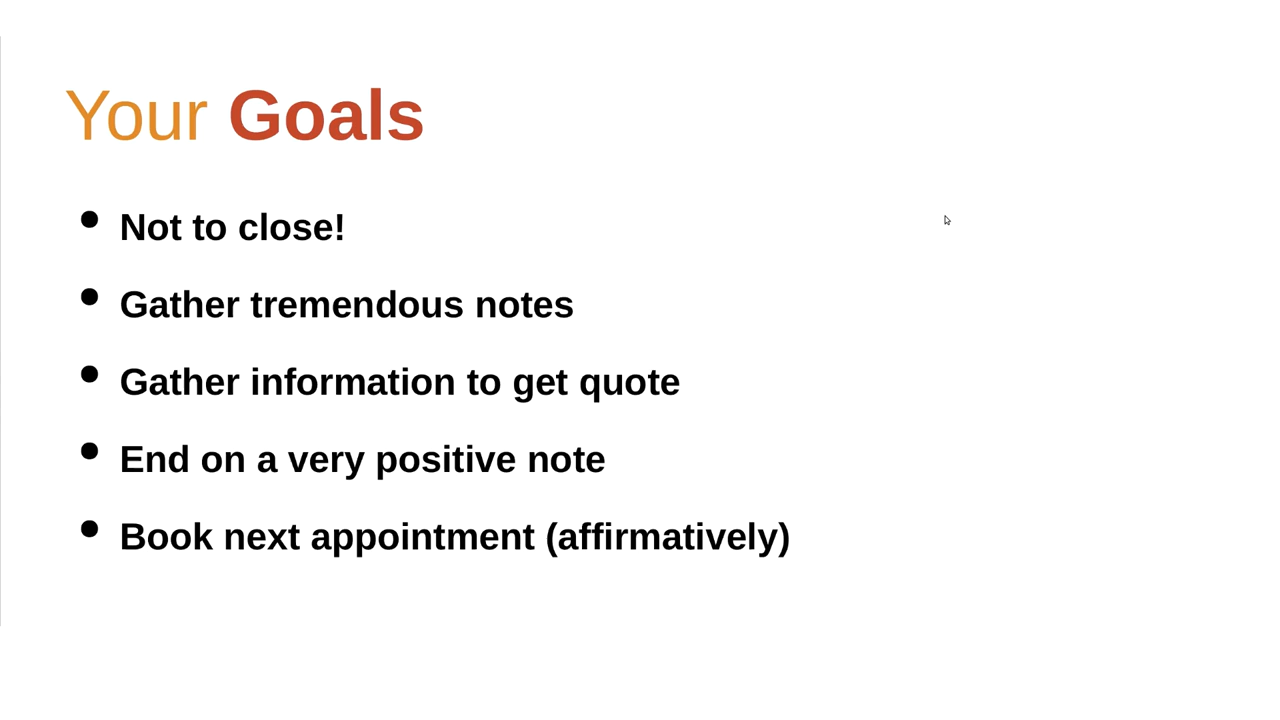 Your Goals
• Not to close!
• Gather tremendous notes
• Gather information to get quote
• End on a very positive note
• Book next appointment (affirmatively)